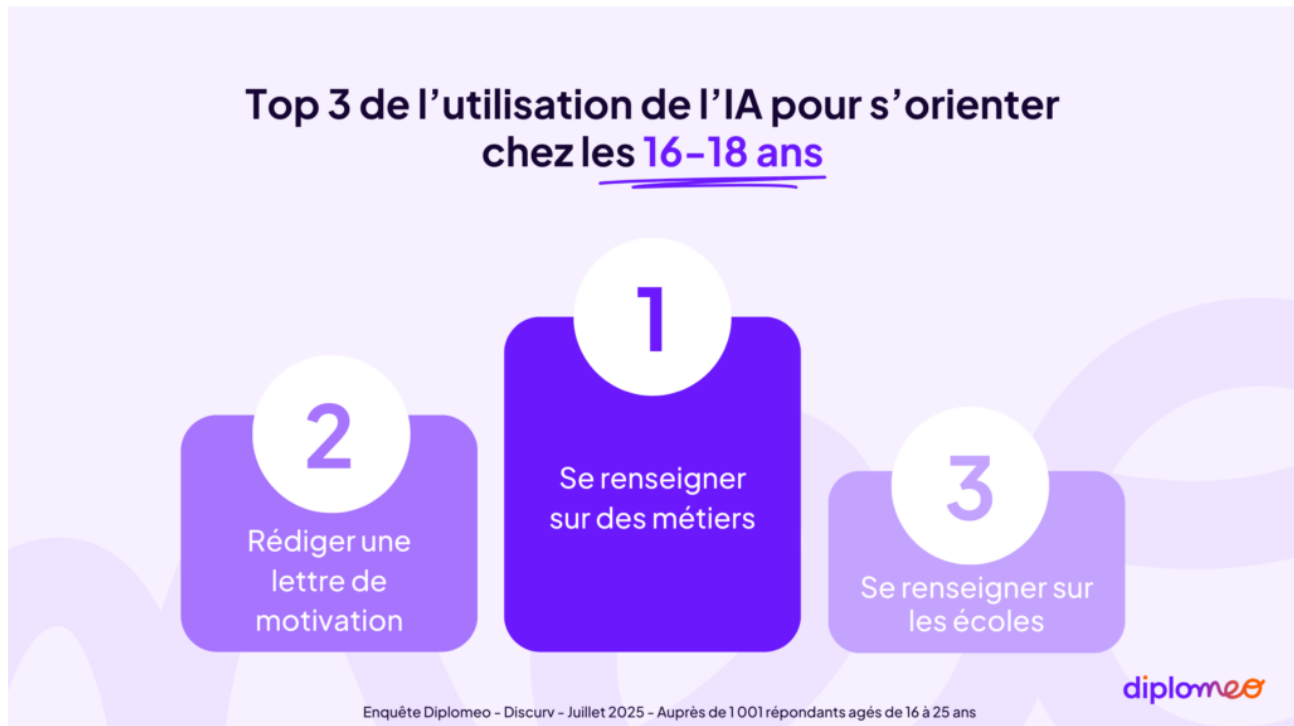 Top 3 de l’utilisation de l’IA pour s’orienter
chez les 16-18 ans
1
Se renseigner
sur des métiers
2
Rédiger une
lettre de
motivation
3
Se renseigner sur
les écoles
diplomeo
Enquête Diplomeo - Discurv - Juillet 2025 - Auprès de 1 001 répondants agés de 16 à 25 ans